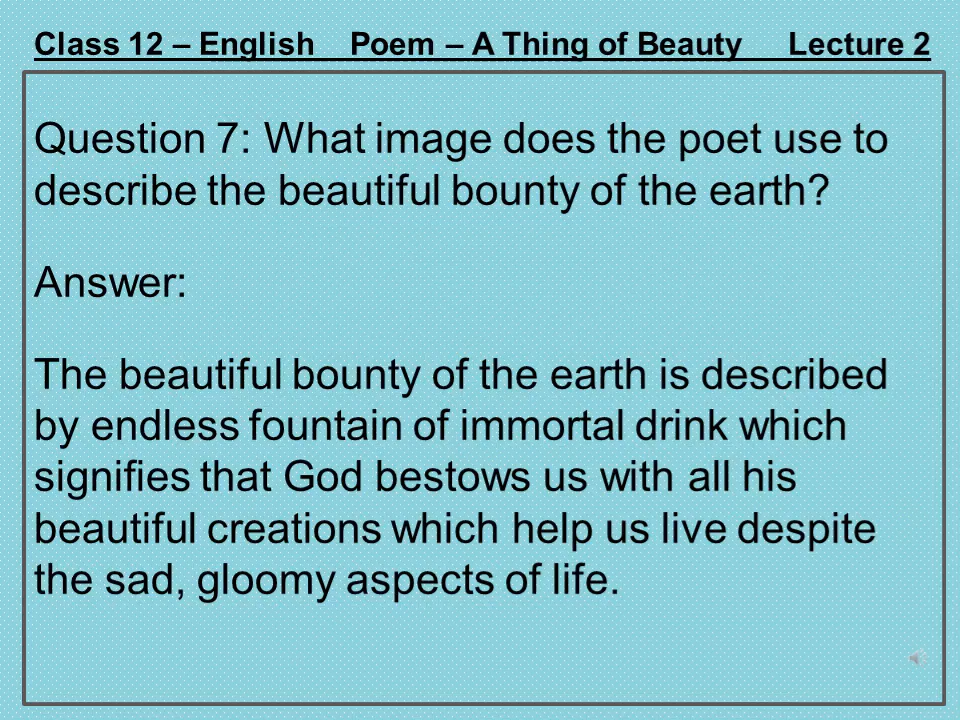 Class 12 – English    Poem – A Thing of Beauty     Lecture 2
Question 7: What image does the poet use to
describe the beautiful bounty of the earth?
Answer:
The beautiful bounty of the earth is described
by endless fountain of immortal drink which
signifies that God bestows us with all his
beautiful creations which help us live despite
the sad, gloomy aspects of life.